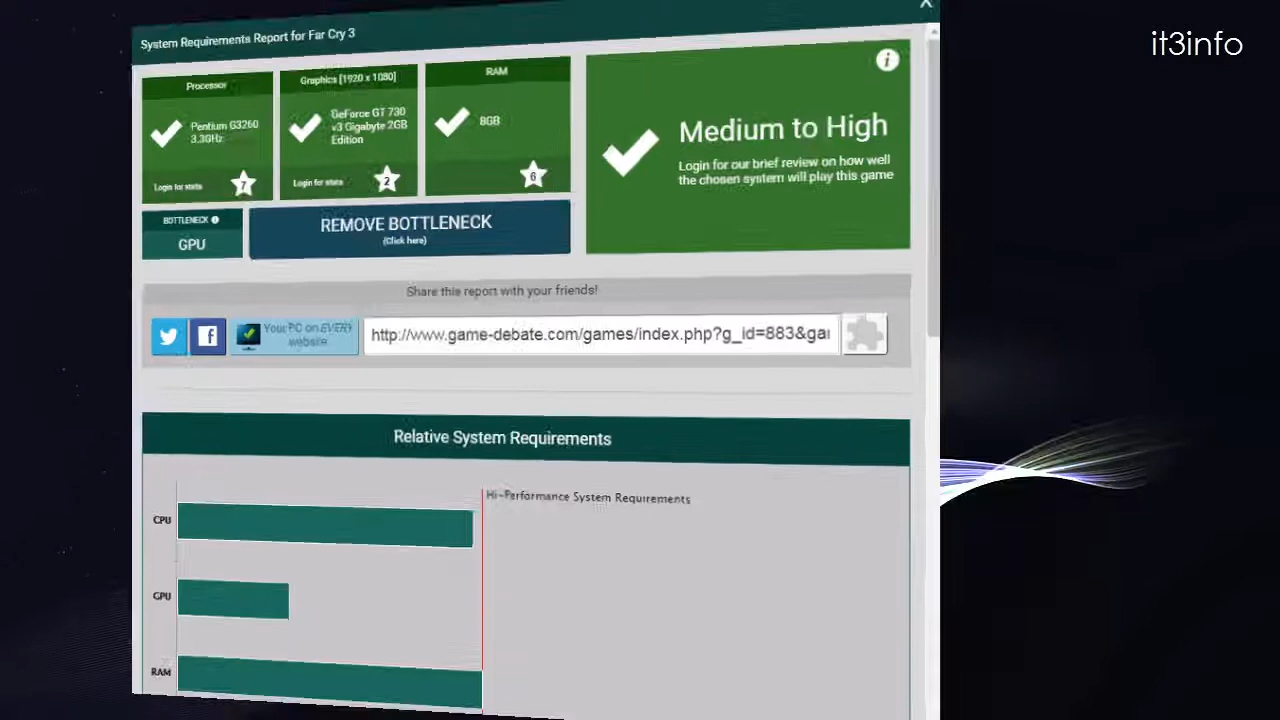 it3info
System Requirements Report for Far Cry 3
X
Processor
Pentium G3260
3.3GHz
Login for stats
7
Graphics [1920 x 1080]
GeForce GT 730
v3 Gigabyte 2GB
Edition
Login for stats
2
RAM
8GB
6
i
Medium to High
Login for our brief review on how well
the chosen system will play this game
BOTTLENECK
GPU
REMOVE BOTTLENECK
(Click here)
Share this report with your friends!
Your PC on EVERY
website
http://www.game-debate.com/games/index.php?g_id=883&gar
Relative System Requirements
Hi-Performance System Requirements
CPU
GPU
RAM